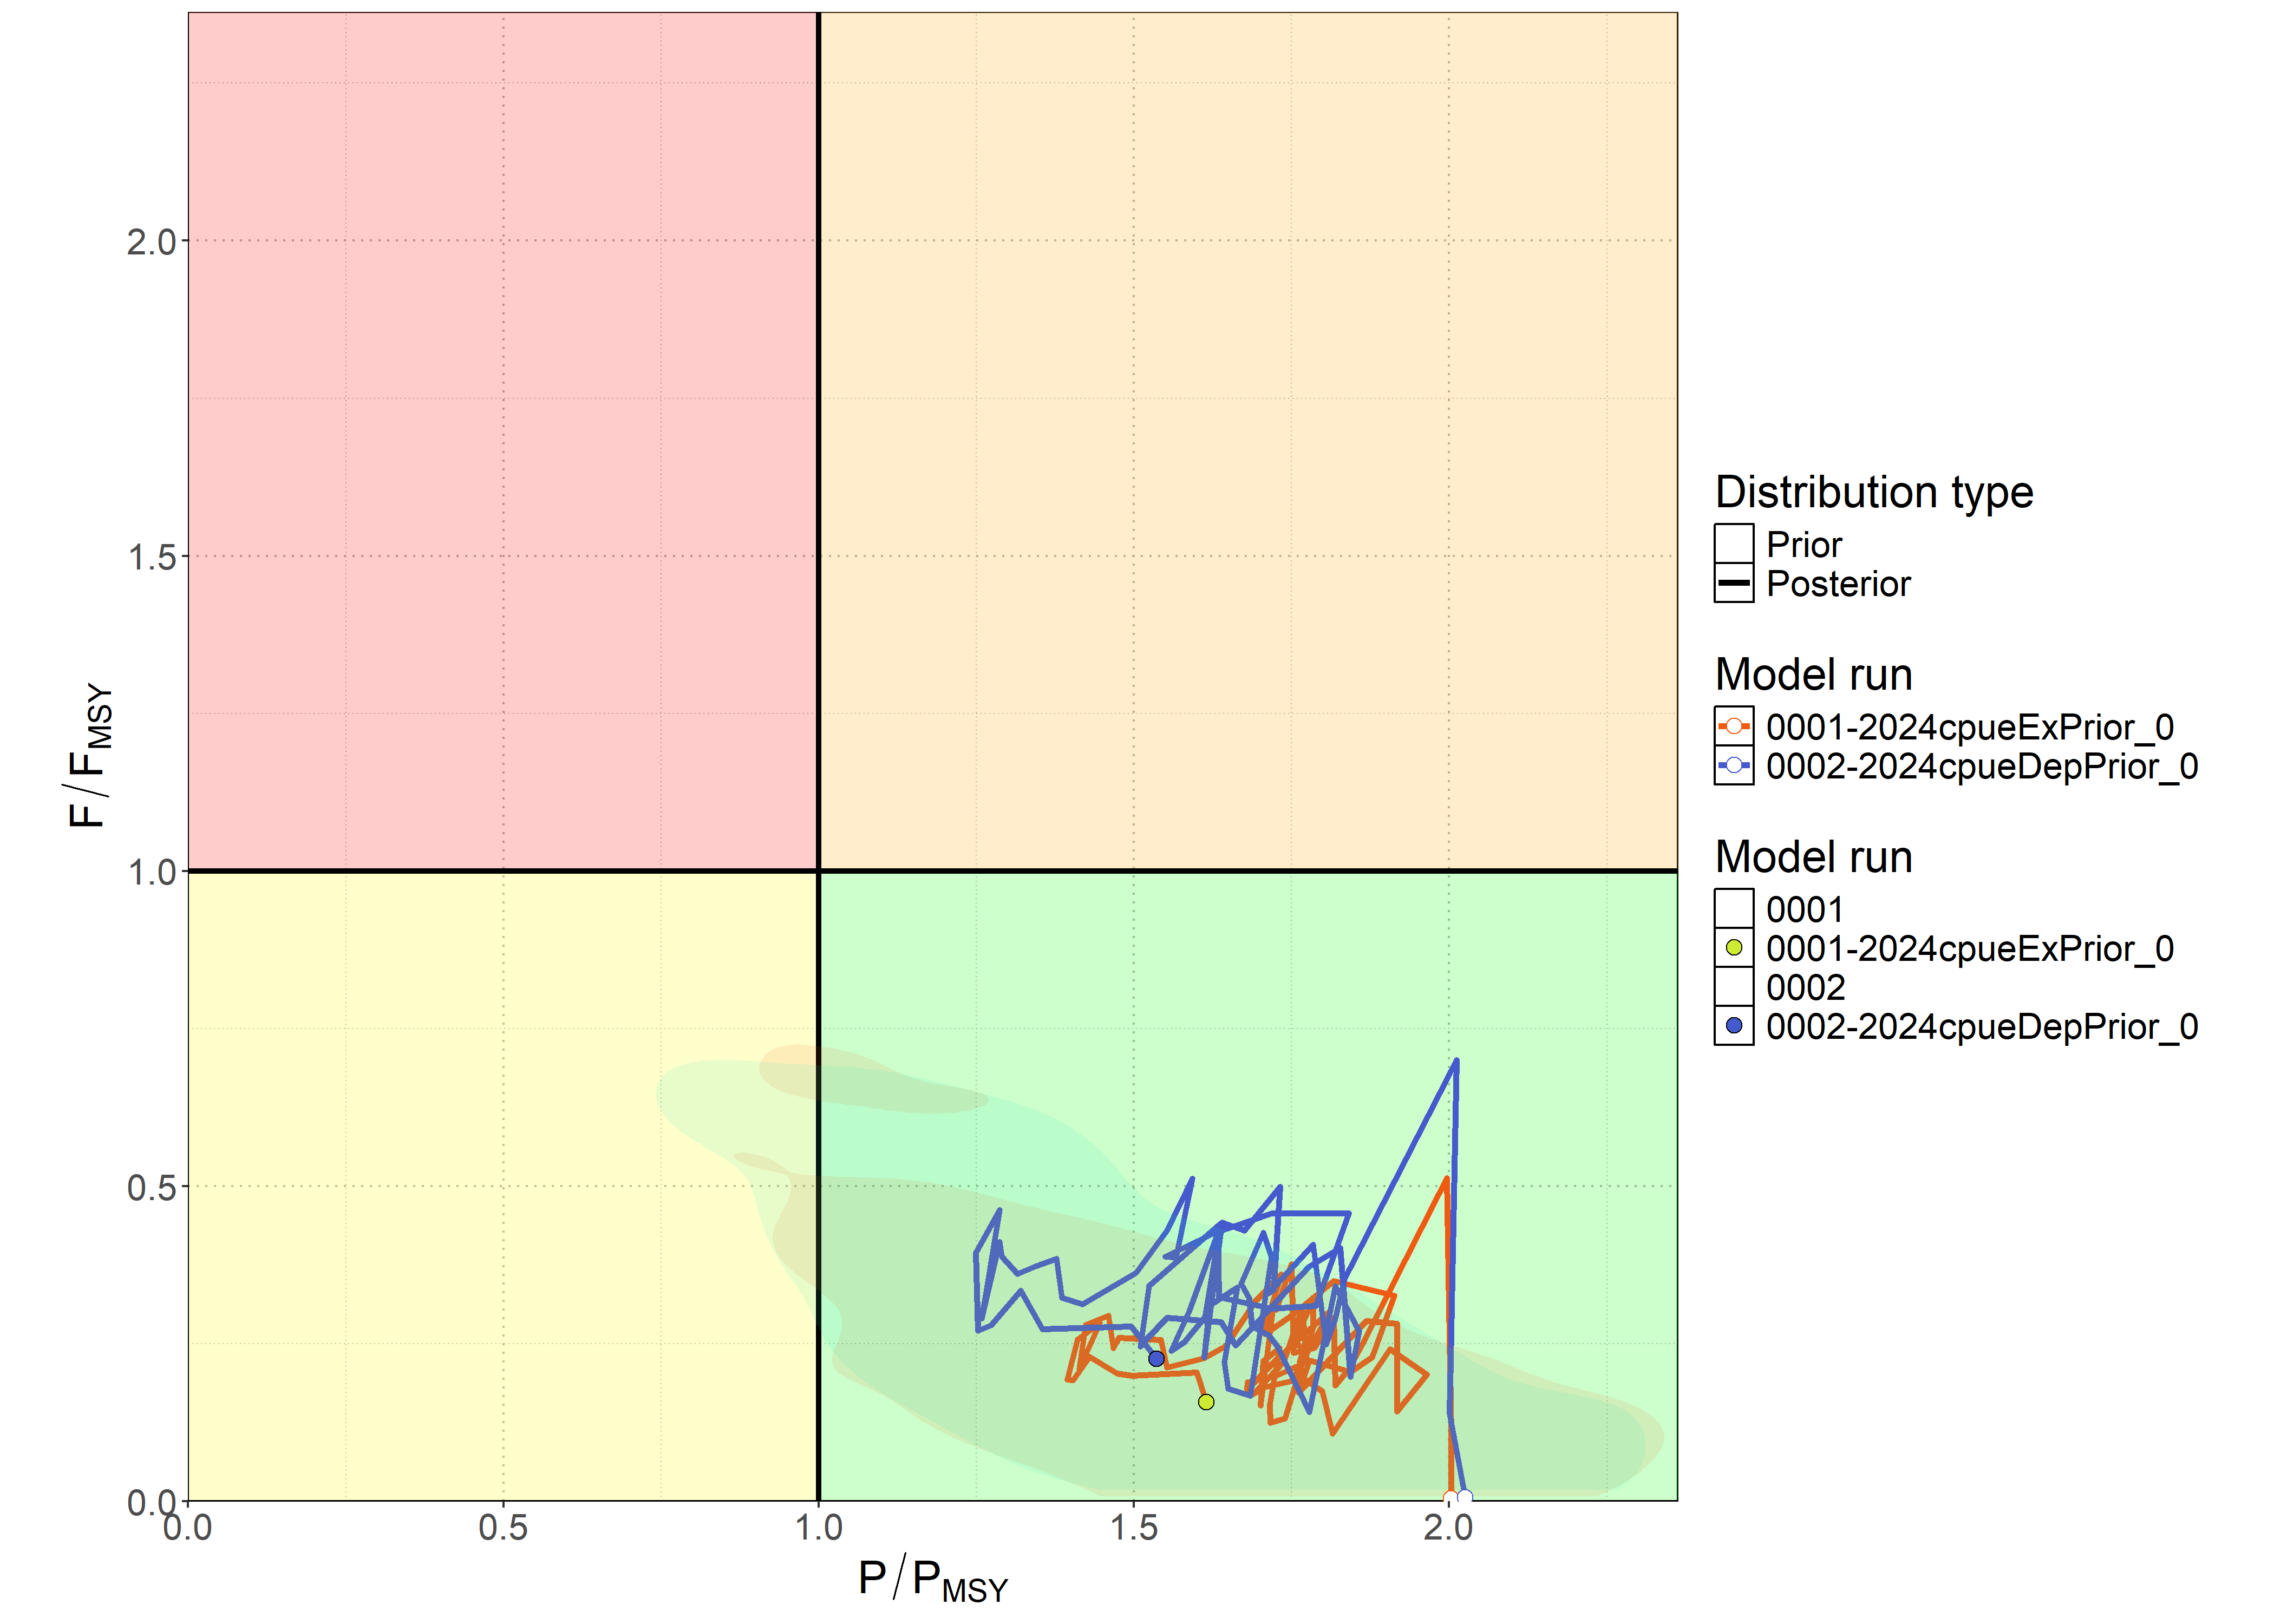 2.0
1.5
1.0
0.5
0.0
0.0 0.5 1.0 1.5 2.0
F/FMSY
P/PMSY
Distribution type
Prior
Posterior
Model run
0001-2024cpueExPrior_0
0002-2024cpueDepPrior_0
Model run
0001
0001-2024cpueExPrior_0
0002
0002-2024cpueDepPrior_0